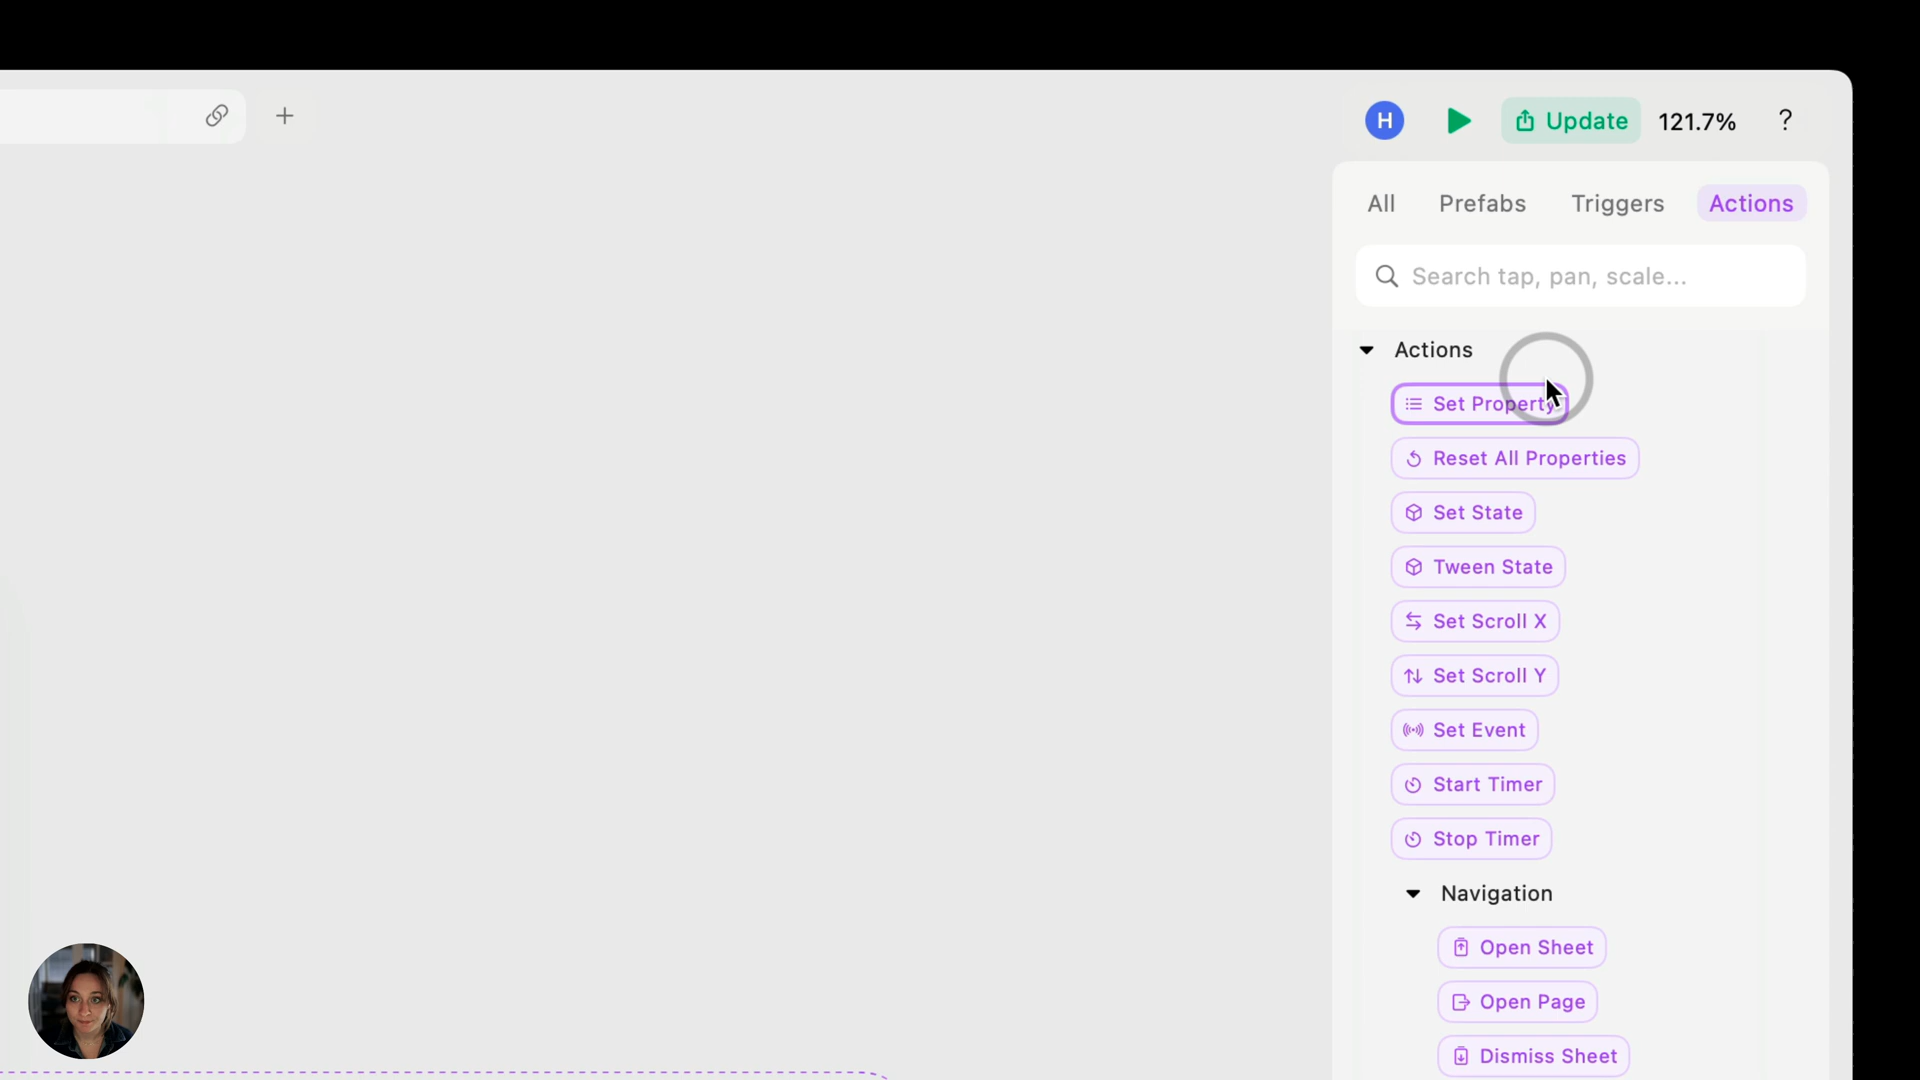 H
Update
121.7%
?
All
Prefabs
Triggers
Actions
Search tap, pan, scale...
Actions
Set Property
Reset All Properties
Set State
Tween State
Set Scroll X
Set Scroll Y
Set Event
Start Timer
Stop Timer
Navigation
Open Sheet
Open Page
Dismiss Sheet